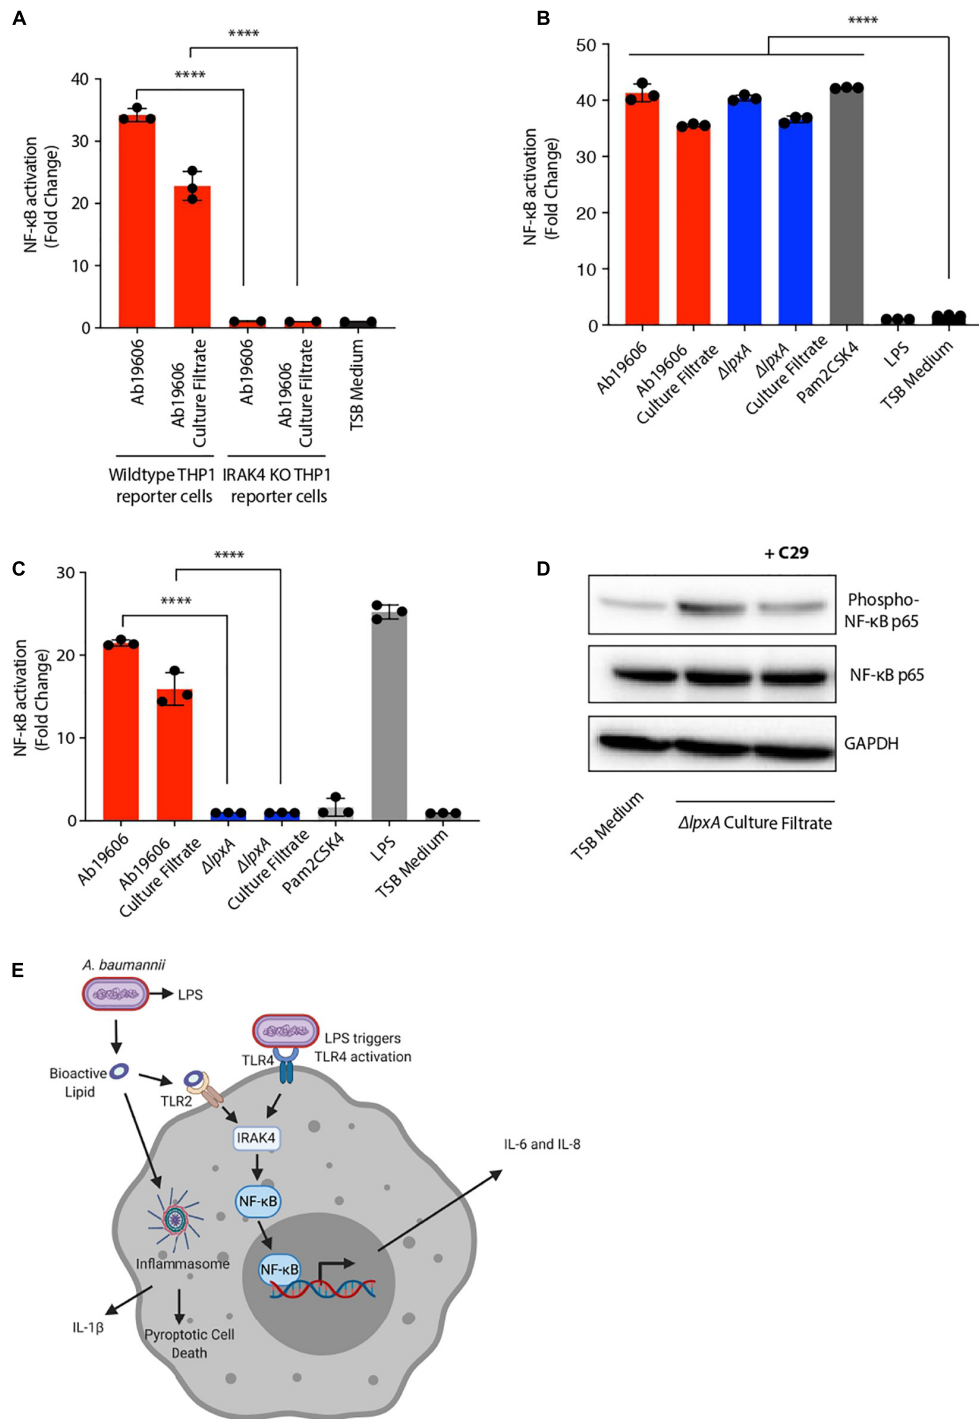 A
****
****
NF-κB activation
(Fold Change)
40
30
20
10
0
Ab19606
Ab19606
Culture Filtrate
Ab19606
Ab19606
Culture Filtrate
TSB Medium
Wildtype THP1
reporter cells
IRAK4 KO THP1
reporter cells
B
****
NF-κB activation
(Fold Change)
50
40
30
20
10
0
Ab19606
Ab19606
Culture Filtrate
ΔlpxA
ΔlpxA
Culture Filtrate
Pam2CSK4
LPS
TSB Medium
C
****
****
NF-κB activation
(Fold Change)
30
20
10
0
Ab19606
Ab19606
Culture Filtrate
ΔlpxA
ΔlpxA
Culture Filtrate
Pam2CSK4
LPS
TSB Medium
D
+ C29
Phospho-
NF-κB p65
NF-κB p65
GAPDH
TSB Medium
ΔlpxA Culture Filtrate
E
A. baumannii
LPS
Bioactive
Lipid
TLR2
TLR4
LPS triggers
TLR4 activation
IRAK4
NF-κB
NF-κB
IL-6 and IL-8
Inflammasome
IL-1β
Pyroptotic Cell
Death